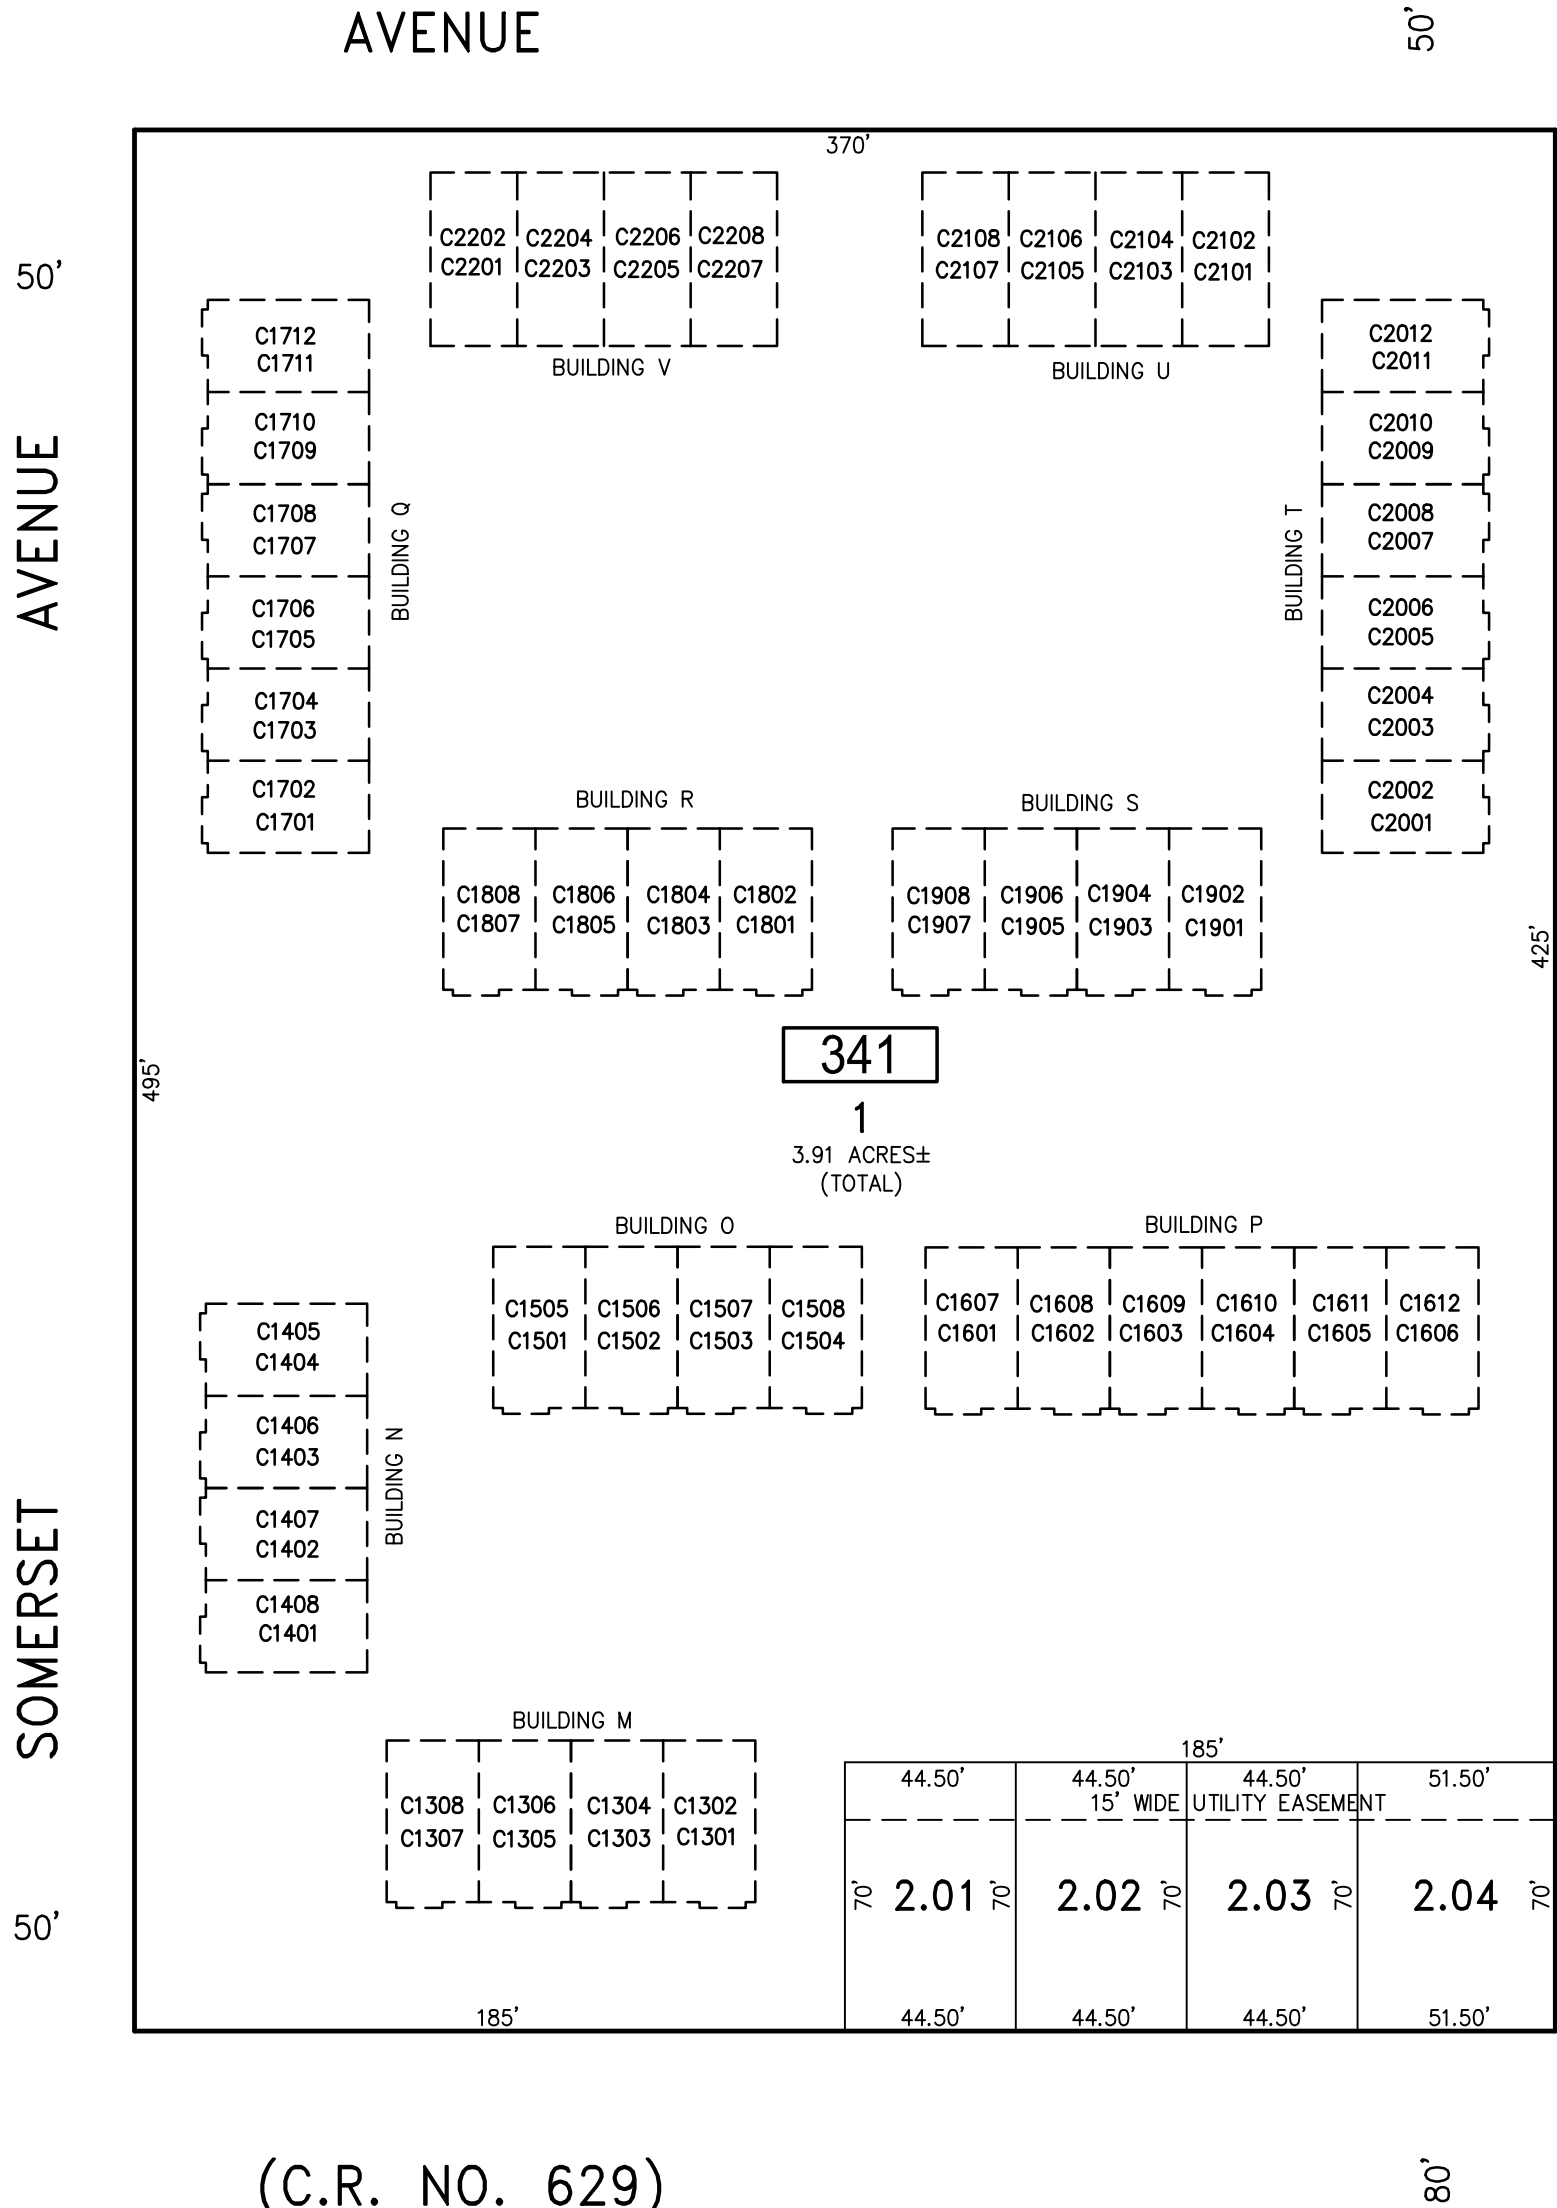 AVENUE
50'
370'
C2202 C2204 C2206 C2208
C2201 C2203 C2205 C2207
BUILDING V
C2108 C2106 C2104 C2102
C2107 C2105 C2103 C2101
BUILDING U
50'
AVENUE
SOMERSET
50'
C1712
C1711
C1710
C1709
C1708
C1707
C1706
C1705
C1704
C1703
C1702
C1701
BUILDING Q
BUILDING T
C2012
C2011
C2010
C2009
C2008
C2007
C2006
C2005
C2004
C2003
C2002
C2001
BUILDING R
C1808 C1806 C1804 C1802
C1807 C1805 C1803 C1801
BUILDING S
C1908 C1906 C1904 C1902
C1907 C1905 C1903 C1901
425'
495'
341
1
3.91 ACRES±
(TOTAL)
BUILDING O
C1505 C1506 C1507 C1508
C1501 C1502 C1503 C1504
BUILDING P
C1607 C1608 C1609 C1610 C1611 C1612
C1601 C1602 C1603 C1604 C1605 C1606
C1405
C1404
C1406
C1403
C1407
C1402
C1408
C1401
BUILDING N
BUILDING M
C1308 C1306 C1304 C1302
C1307 C1305 C1303 C1301
185'
44.50' 44.50' 44.50' 51.50'
15' WIDE UTILITY EASEMENT
70' 2.01 70' 2.02 70' 2.03 70' 2.04 70'
185'
44.50' 44.50' 44.50' 51.50'
(C.R. NO. 629)
80'